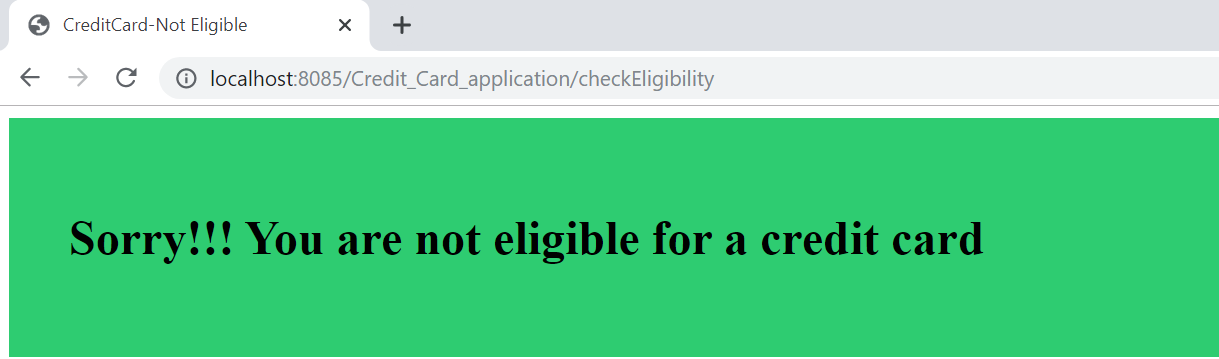 CreditCard-Not Eligible
localhost:8085/Credit_Card_application/checkEligibility
Sorry!!! You are not eligible for a credit card